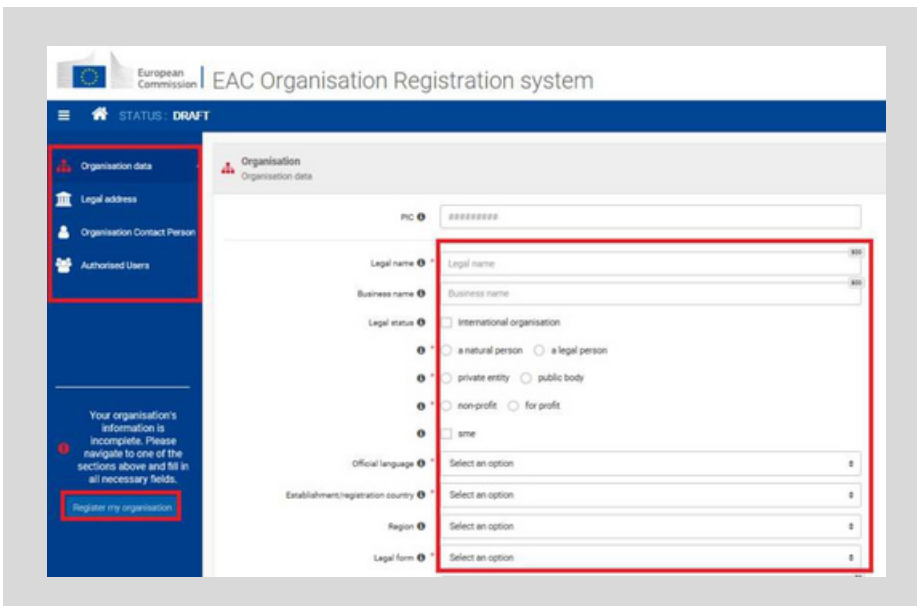 European
Commission
EAC Organisation Registration system
STATUS: DRAFT
Organisation data
Legal address
Organisation Contact Person
Authorised Users
Your organisation's
information is
incomplete. Please
navigate to one of the
sections above and fill in
all necessary fields.
Register my organisation
Organisation
Organisation data
PIC
#########
Legal name *
Legal name
Business name
Business name
Legal status
International organisation
* a natural person a legal person
* private entity public body
* non-profit for profit
sme
Official language * Select an option
Establishment/registration country * Select an option
Region Select an option
Legal form * Select an option